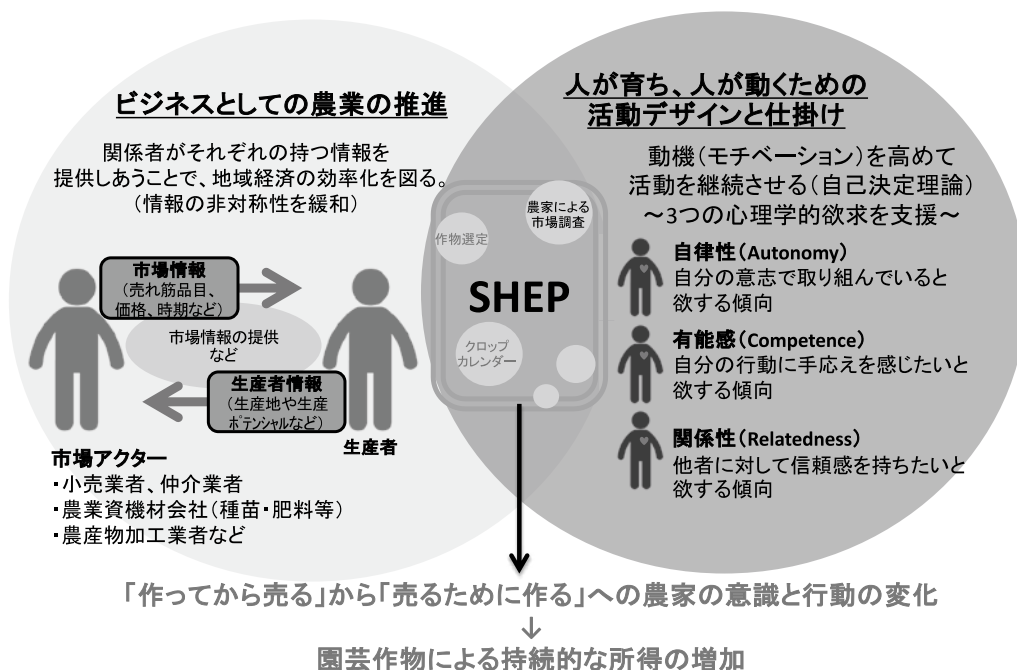 ビジネスとしての農業の推進
関係者がそれぞれの持つ情報を
提供しあうことで、地域経済の効率化を図る。
（情報の非対称性を緩和）
市場情報
（売れ筋品目、
価格、時期など）
市場情報の提供
など
生産者情報
（生産地や生産
ポテンシャルなど）
生産者
市場アクター
・小売業者、仲介業者
・農業資機材会社（種苗・肥料等）
・農産物加工業者など
作物選定
農家による
市場調査
SHEP
クロップ
カレンダー
人が育ち、人が動くための
活動デザインと仕掛け
動機（モチベーション）を高めて
活動を継続させる（自己決定理論）
～3つの心理学的欲求を支援～
自律性（Autonomy）
自分の意志で取り組んでいると
欲する傾向
有能感（Competence）
自分の行動に手応えを感じたいと
欲する傾向
関係性（Relatedness）
他者に対して信頼感を持ちたいと
欲する傾向
「作ってから売る」から「売るために作る」への農家の意識と行動の変化
↓
園芸作物による持続的な所得の増加